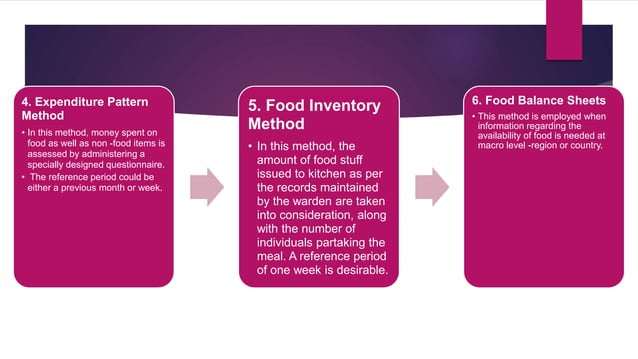 4. Expenditure Pattern
Method
• In this method, money spent on
food as well as non -food items is
assessed by administering a
specially designed questionnaire.
• The reference period could be
either a previous month or week.
5. Food Inventory
Method
• In this method, the
amount of food stuff
issued to kitchen as per
the records maintained
by the warden are taken
into consideration, along
with the number of
individuals partaking the
meal. A reference period
of one week is desirable.
6. Food Balance Sheets
• This method is employed when
information regarding the
availability of food is needed at
macro level -region or country.